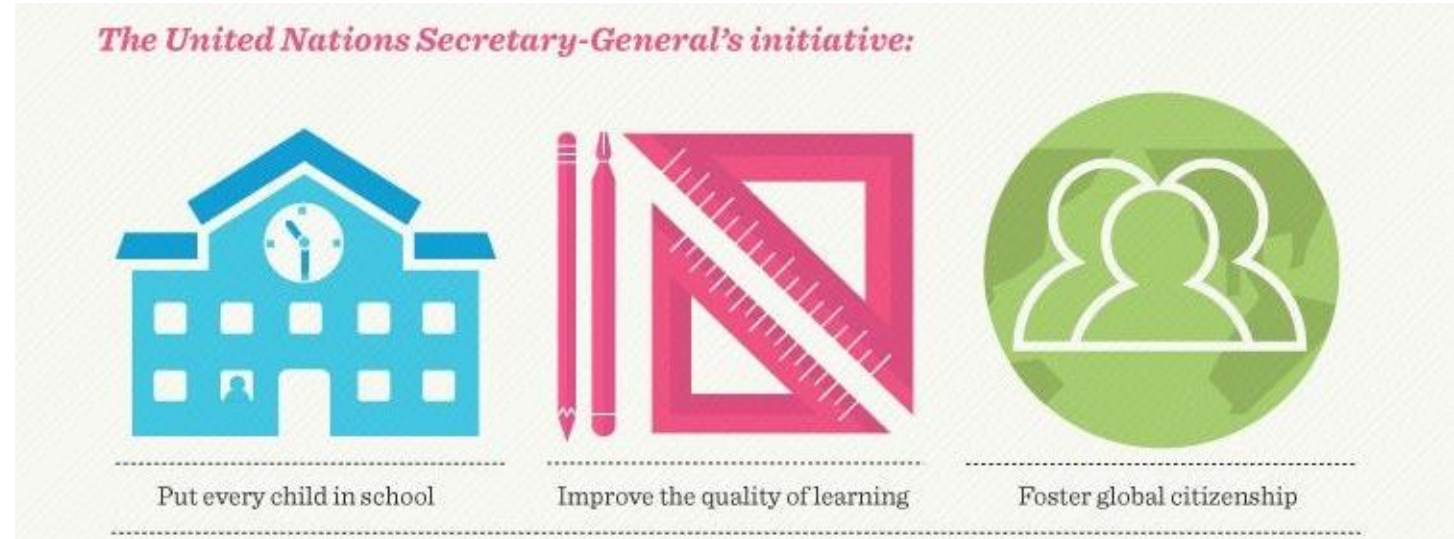 The United Nations Secretary-General's initiative:
Put every child in school
Improve the quality of learning
Foster global citizenship